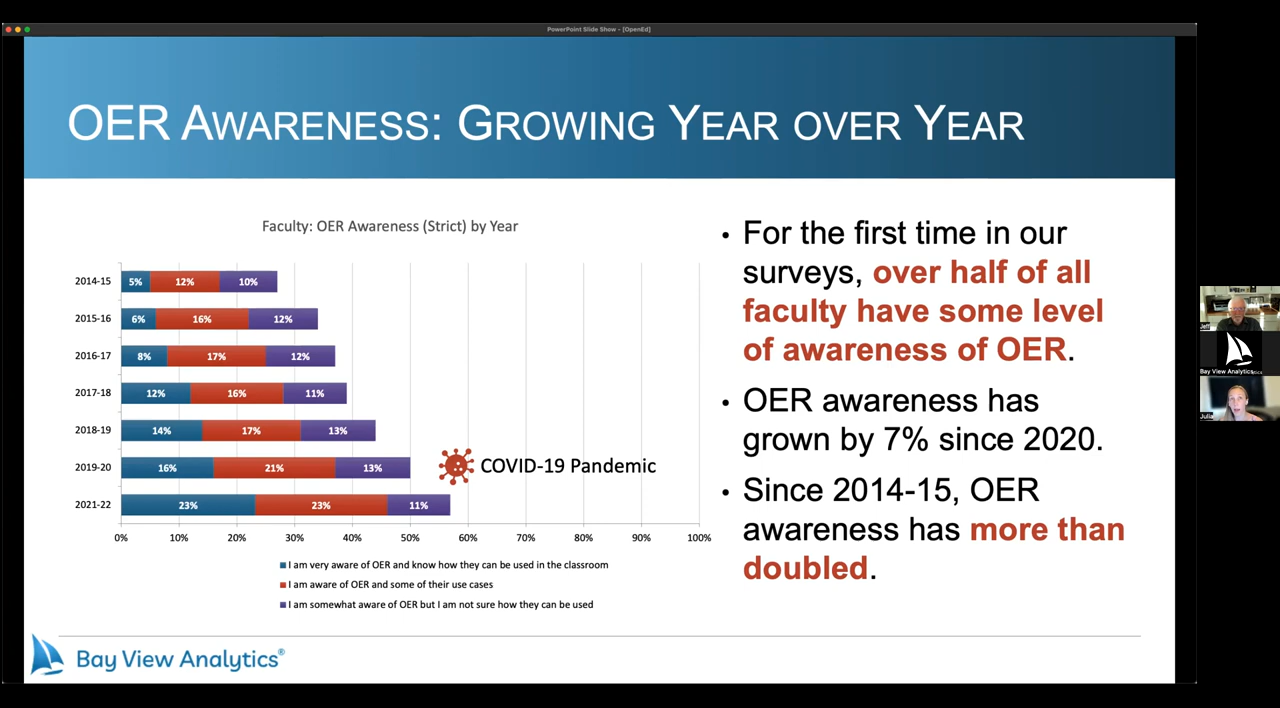 PowerPoint Slide Show - [OpenEd]
OER AWARENESS: GROWING YEAR OVER YEAR
Faculty: OER Awareness (Strict) by Year
2014-15 5% 12% 10%
2015-16 6% 16% 12%
2016-17 8% 17% 12%
2017-18 12% 16% 11%
2018-19 14% 17% 13%
2019-20 16% 21% 13% COVID-19 Pandemic
2021-22 23% 23% 11%
0% 10% 20% 30% 40% 50% 60% 70% 80% 90% 100%
I am very aware of OER and know how they can be used in the classroom
I am aware of OER and some of their use cases
I am somewhat aware of OER but I am not sure how they can be used
• For the first time in our
surveys, over half of all
faculty have some level
of awareness of OER.
• OER awareness has
grown by 7% since 2020.
• Since 2014-15, OER
awareness has more than
doubled.
Bay View Analytics®
Jeff
Bay View Analytics
Julia